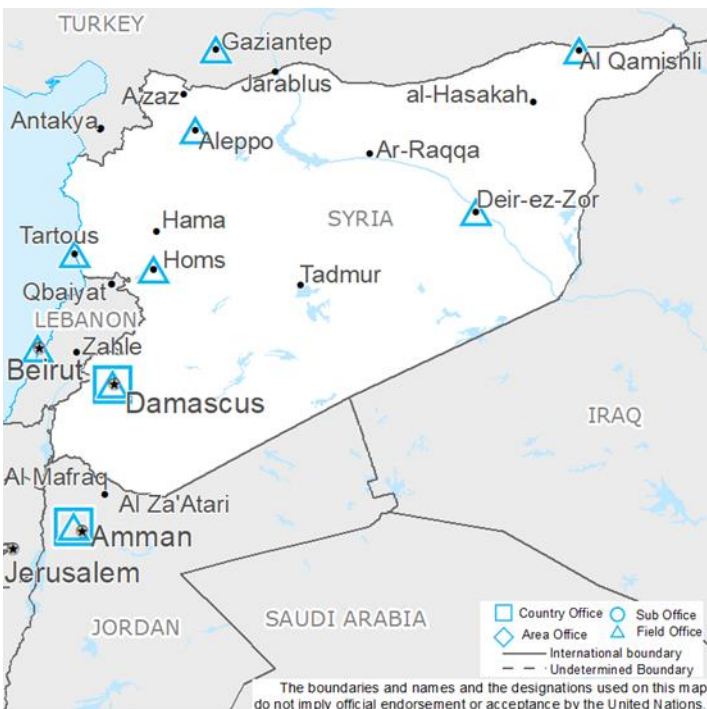 TURKEY
Gaziantep
Al Qamishli
Jarablus
A'zaz
al-Hasakah
Antakya
Aleppo
Ar-Raqqa
Deir-ez-Zor
Hama
SYRIA
Tartous
Homs
Tadmur
Qbaiyat
LEBANON
Zahle
Beirut
Damascus
IRAQ
Al-Mafraq
Al Za'Atari
Amman
Jerusalem
SAUDI ARABIA
JORDAN
Country Office Sub Office
Area Office Field Office
International boundary
Undetermined Boundary
The boundaries and names and the designations used on this map
do not imply official endorsement or acceptance by the United Nations.